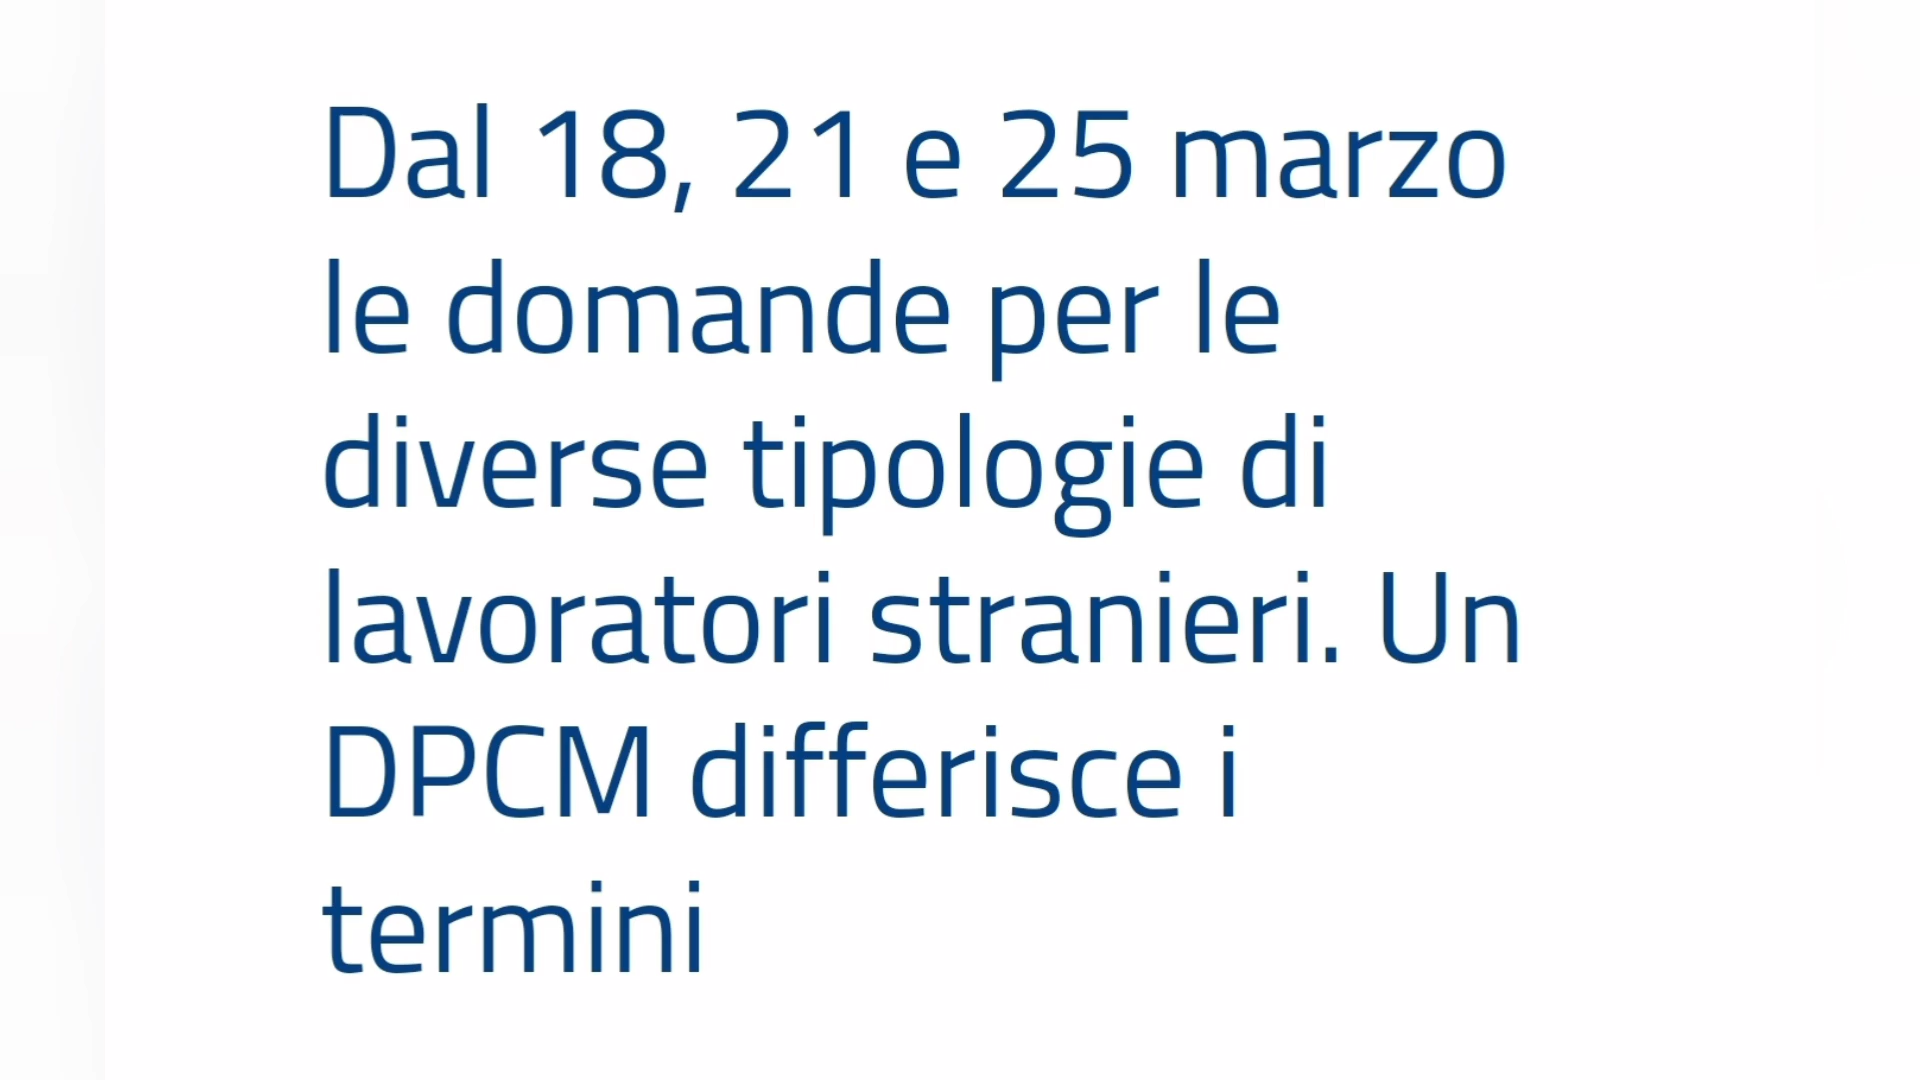 Dal 18, 21 e 25 marzo
le domande per le
diverse tipologie di
lavoratori stranieri. Un
DPCM differisce i
termini